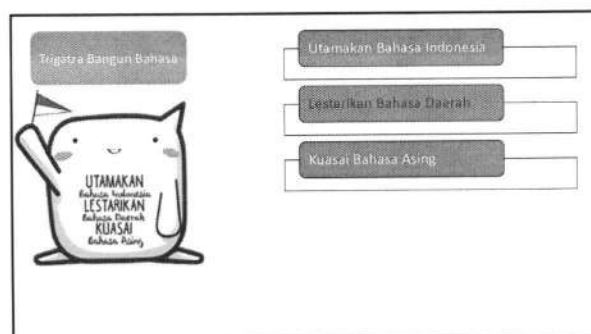 Trigatra Bangun Bahasa
UTAMAKAN
Bahasa Indonesia
LESTARIKAN
Bahasa Daerah
KUASAI
Bahasa Asing
Utamakan Bahasa Indonesia
Lestarikan Bahasa Daerah
Kuasai Bahasa Asing